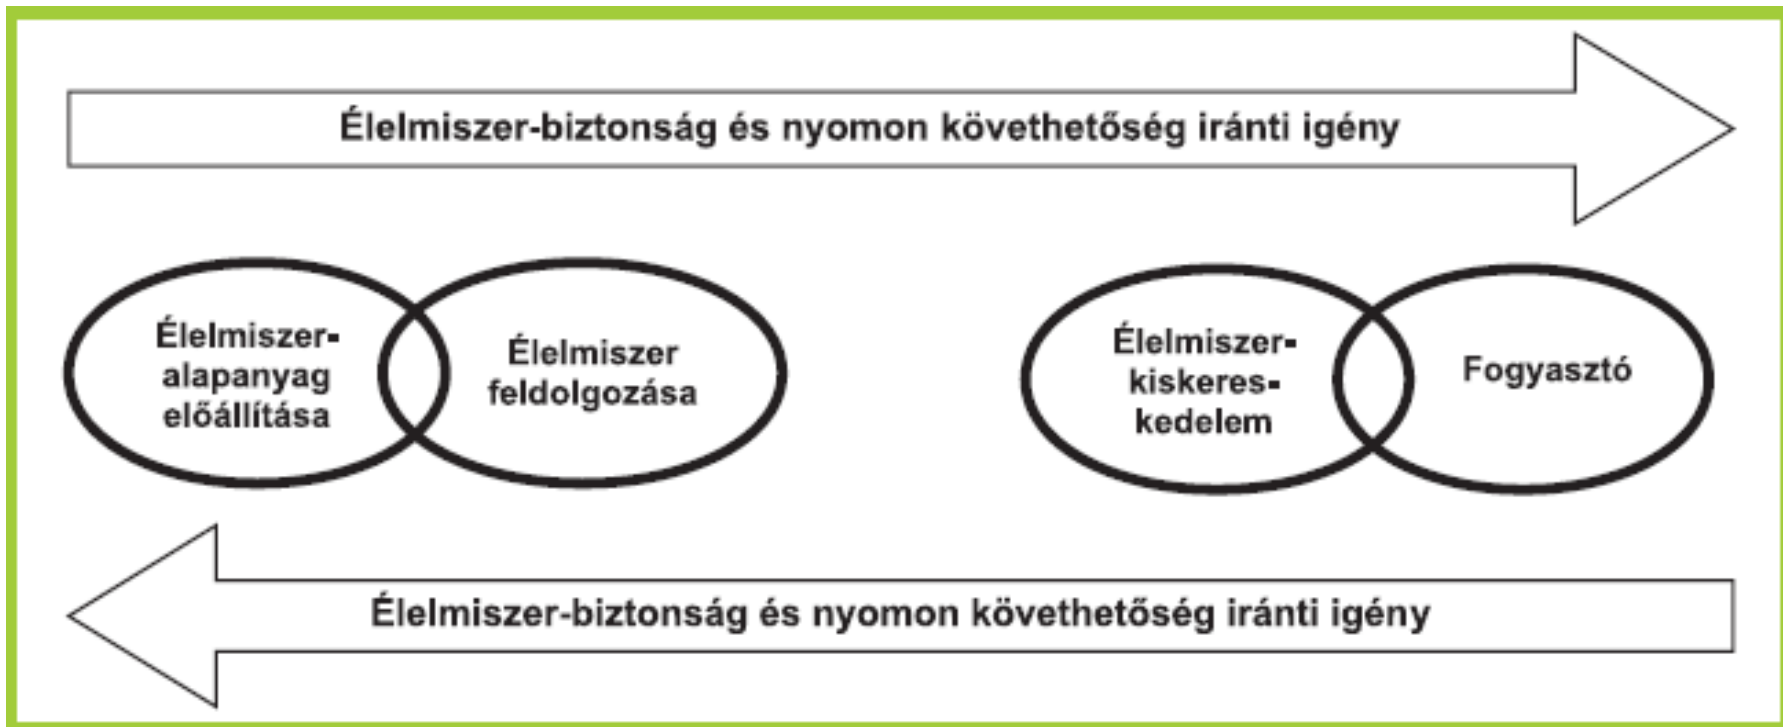 Élelmiszer-biztonság és nyomon követhetőség iránti igény
Élelmiszer-
alapanyag
előállítása
Élelmiszer
feldolgozása
Élelmiszer-
kiskeres-
kedelem
Fogyasztó
Élelmiszer-biztonság és nyomon követhetőség iránti igény